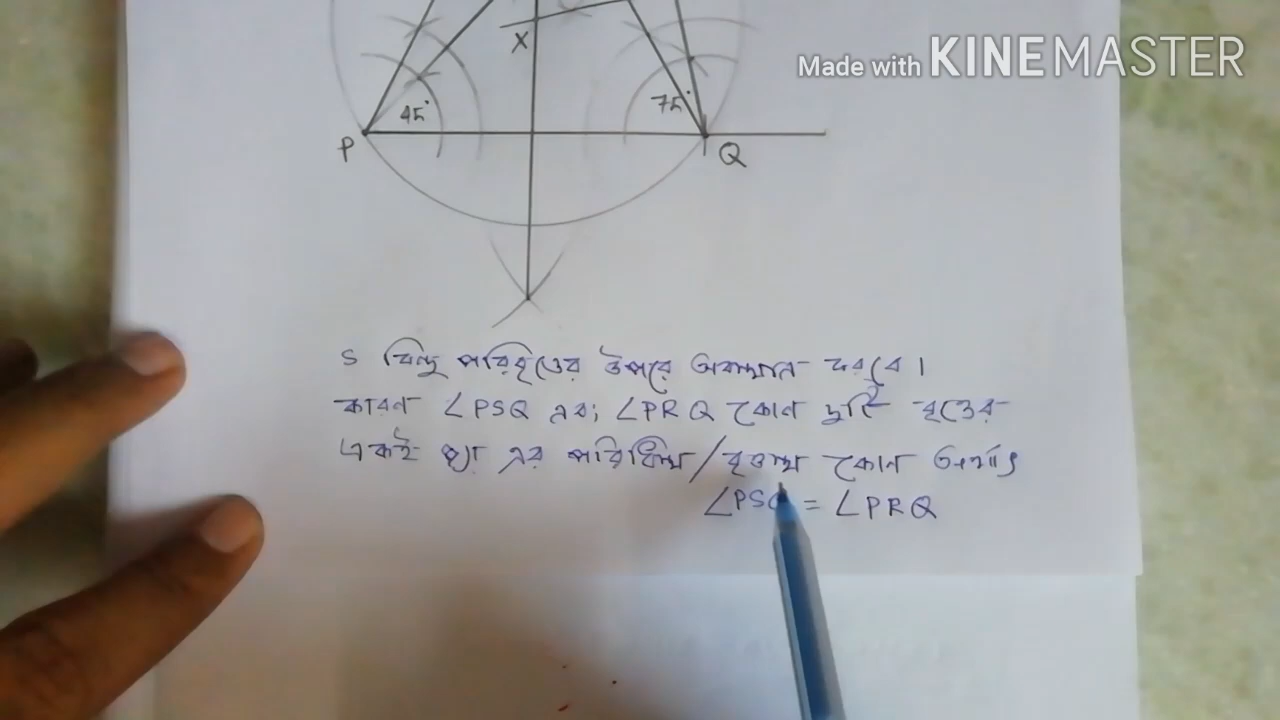 Made with KINEMASTER
X
45°
75°
P
Q
S বিন্দু পরিবৃত্তের উপরে অবস্থান করবে।
কারণ ∠PSQ এবং ∠PRQ কোন দুটি বৃত্তের
একই জ্যা এর পরিধিস্থ/বৃত্তস্থ কোন অর্থাৎ
∠PSQ = ∠PRQ